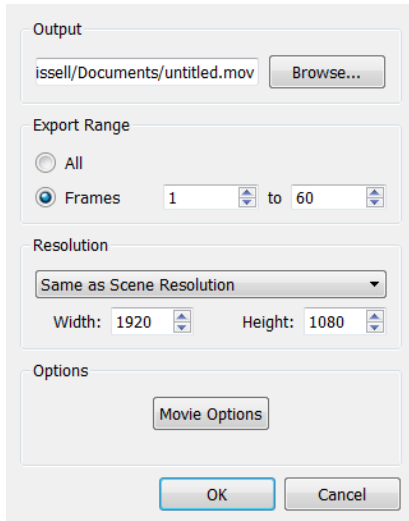 Output
issell/Documents/untitled.mov Browse...
Export Range
All
Frames 1 to 60
Resolution
Same as Scene Resolution
Width: 1920 Height: 1080
Options
Movie Options
OK Cancel